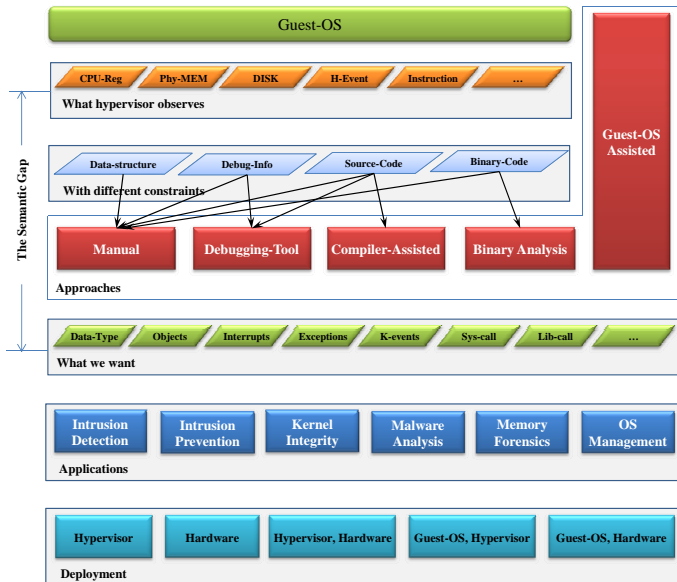 Guest-OS
CPU-Reg
Phy-MEM
DISK
H-Event
Instruction
...
What hypervisor observes
Guest-OS
Assisted
The Semantic Gap
Data-structure
Debug-Info
Source-Code
Binary-Code
With different constraints
Manual
Debugging-Tool
Compiler-Assisted
Binary Analysis
Approaches
Data-Type
Objects
Interrupts
Exceptions
K-events
Sys-call
Lib-call
...
What we want
Intrusion
Detection
Intrusion
Prevention
Kernel
Integrity
Malware
Analysis
Memory
Forensics
OS
Management
Applications
Hypervisor
Hardware
Hypervisor, Hardware
Guest-OS, Hypervisor
Guest-OS, Hardware
Deployment